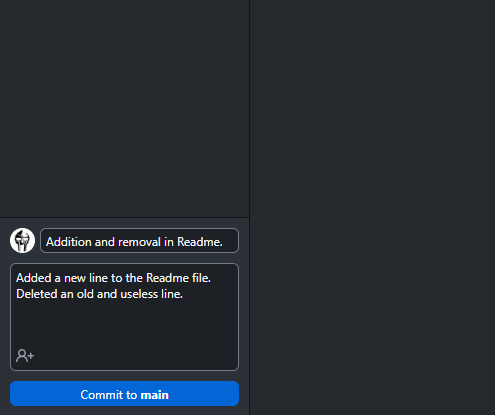 Addition and removal in Readme.
Added a new line to the Readme file.
Deleted an old and useless line.
Commit to main